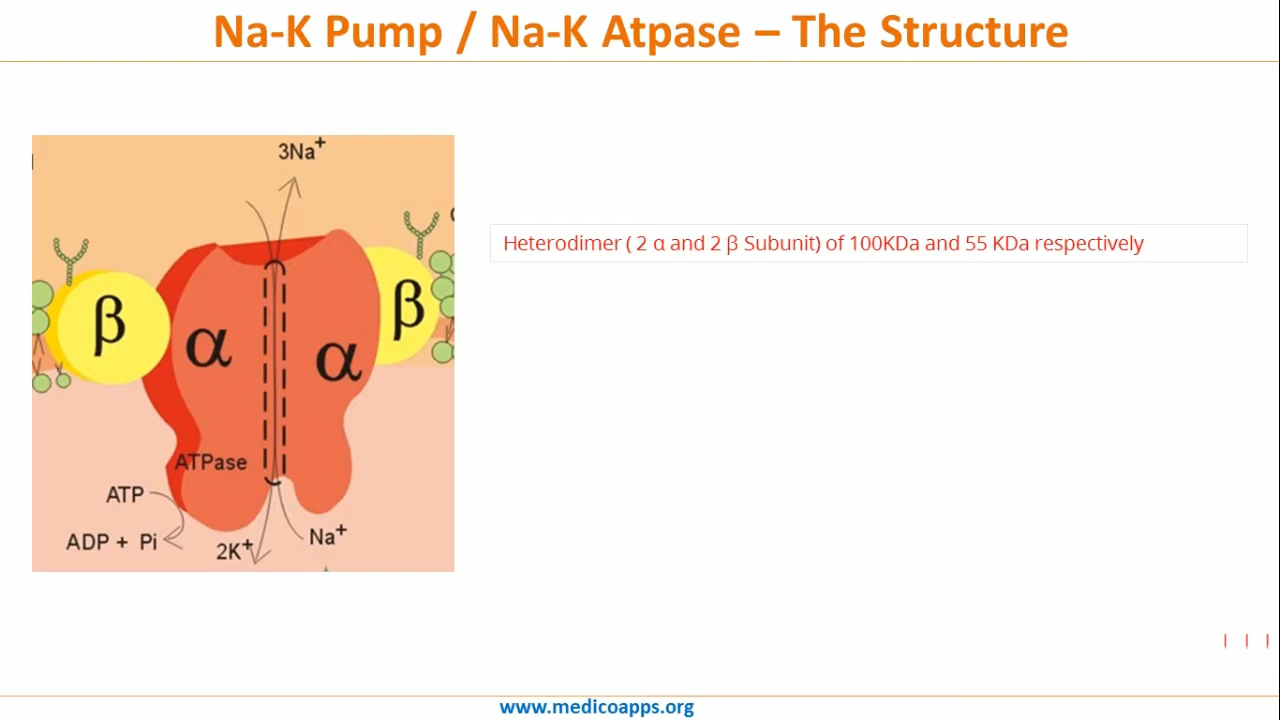 Na-K Pump / Na-K Atpase – The Structure
3Na⁺
Heterodimer ( 2 α and 2 β Subunit) of 100KDa and 55 KDa respectively
β
α
α
β
ATPase
ATP
ADP + Pi
2K⁺
Na⁺
www.medicoapps.org